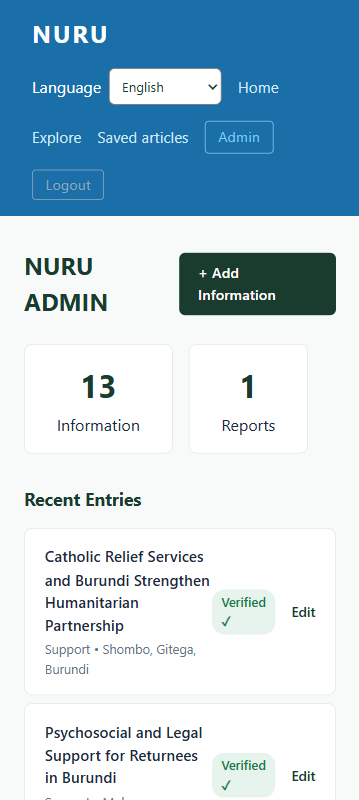 NURU
Language English Home
Explore Saved articles Admin
Logout
NURU
ADMIN
+ Add
Information
13
Information
1
Reports
Recent Entries
Catholic Relief Services
and Burundi Strengthen
Humanitarian
Partnership
Support • Shombo, Gitega,
Burundi
Verified
✓
Edit
Psychosocial and Legal
Support for Returnees
in Burundi
Verified
✓
Edit